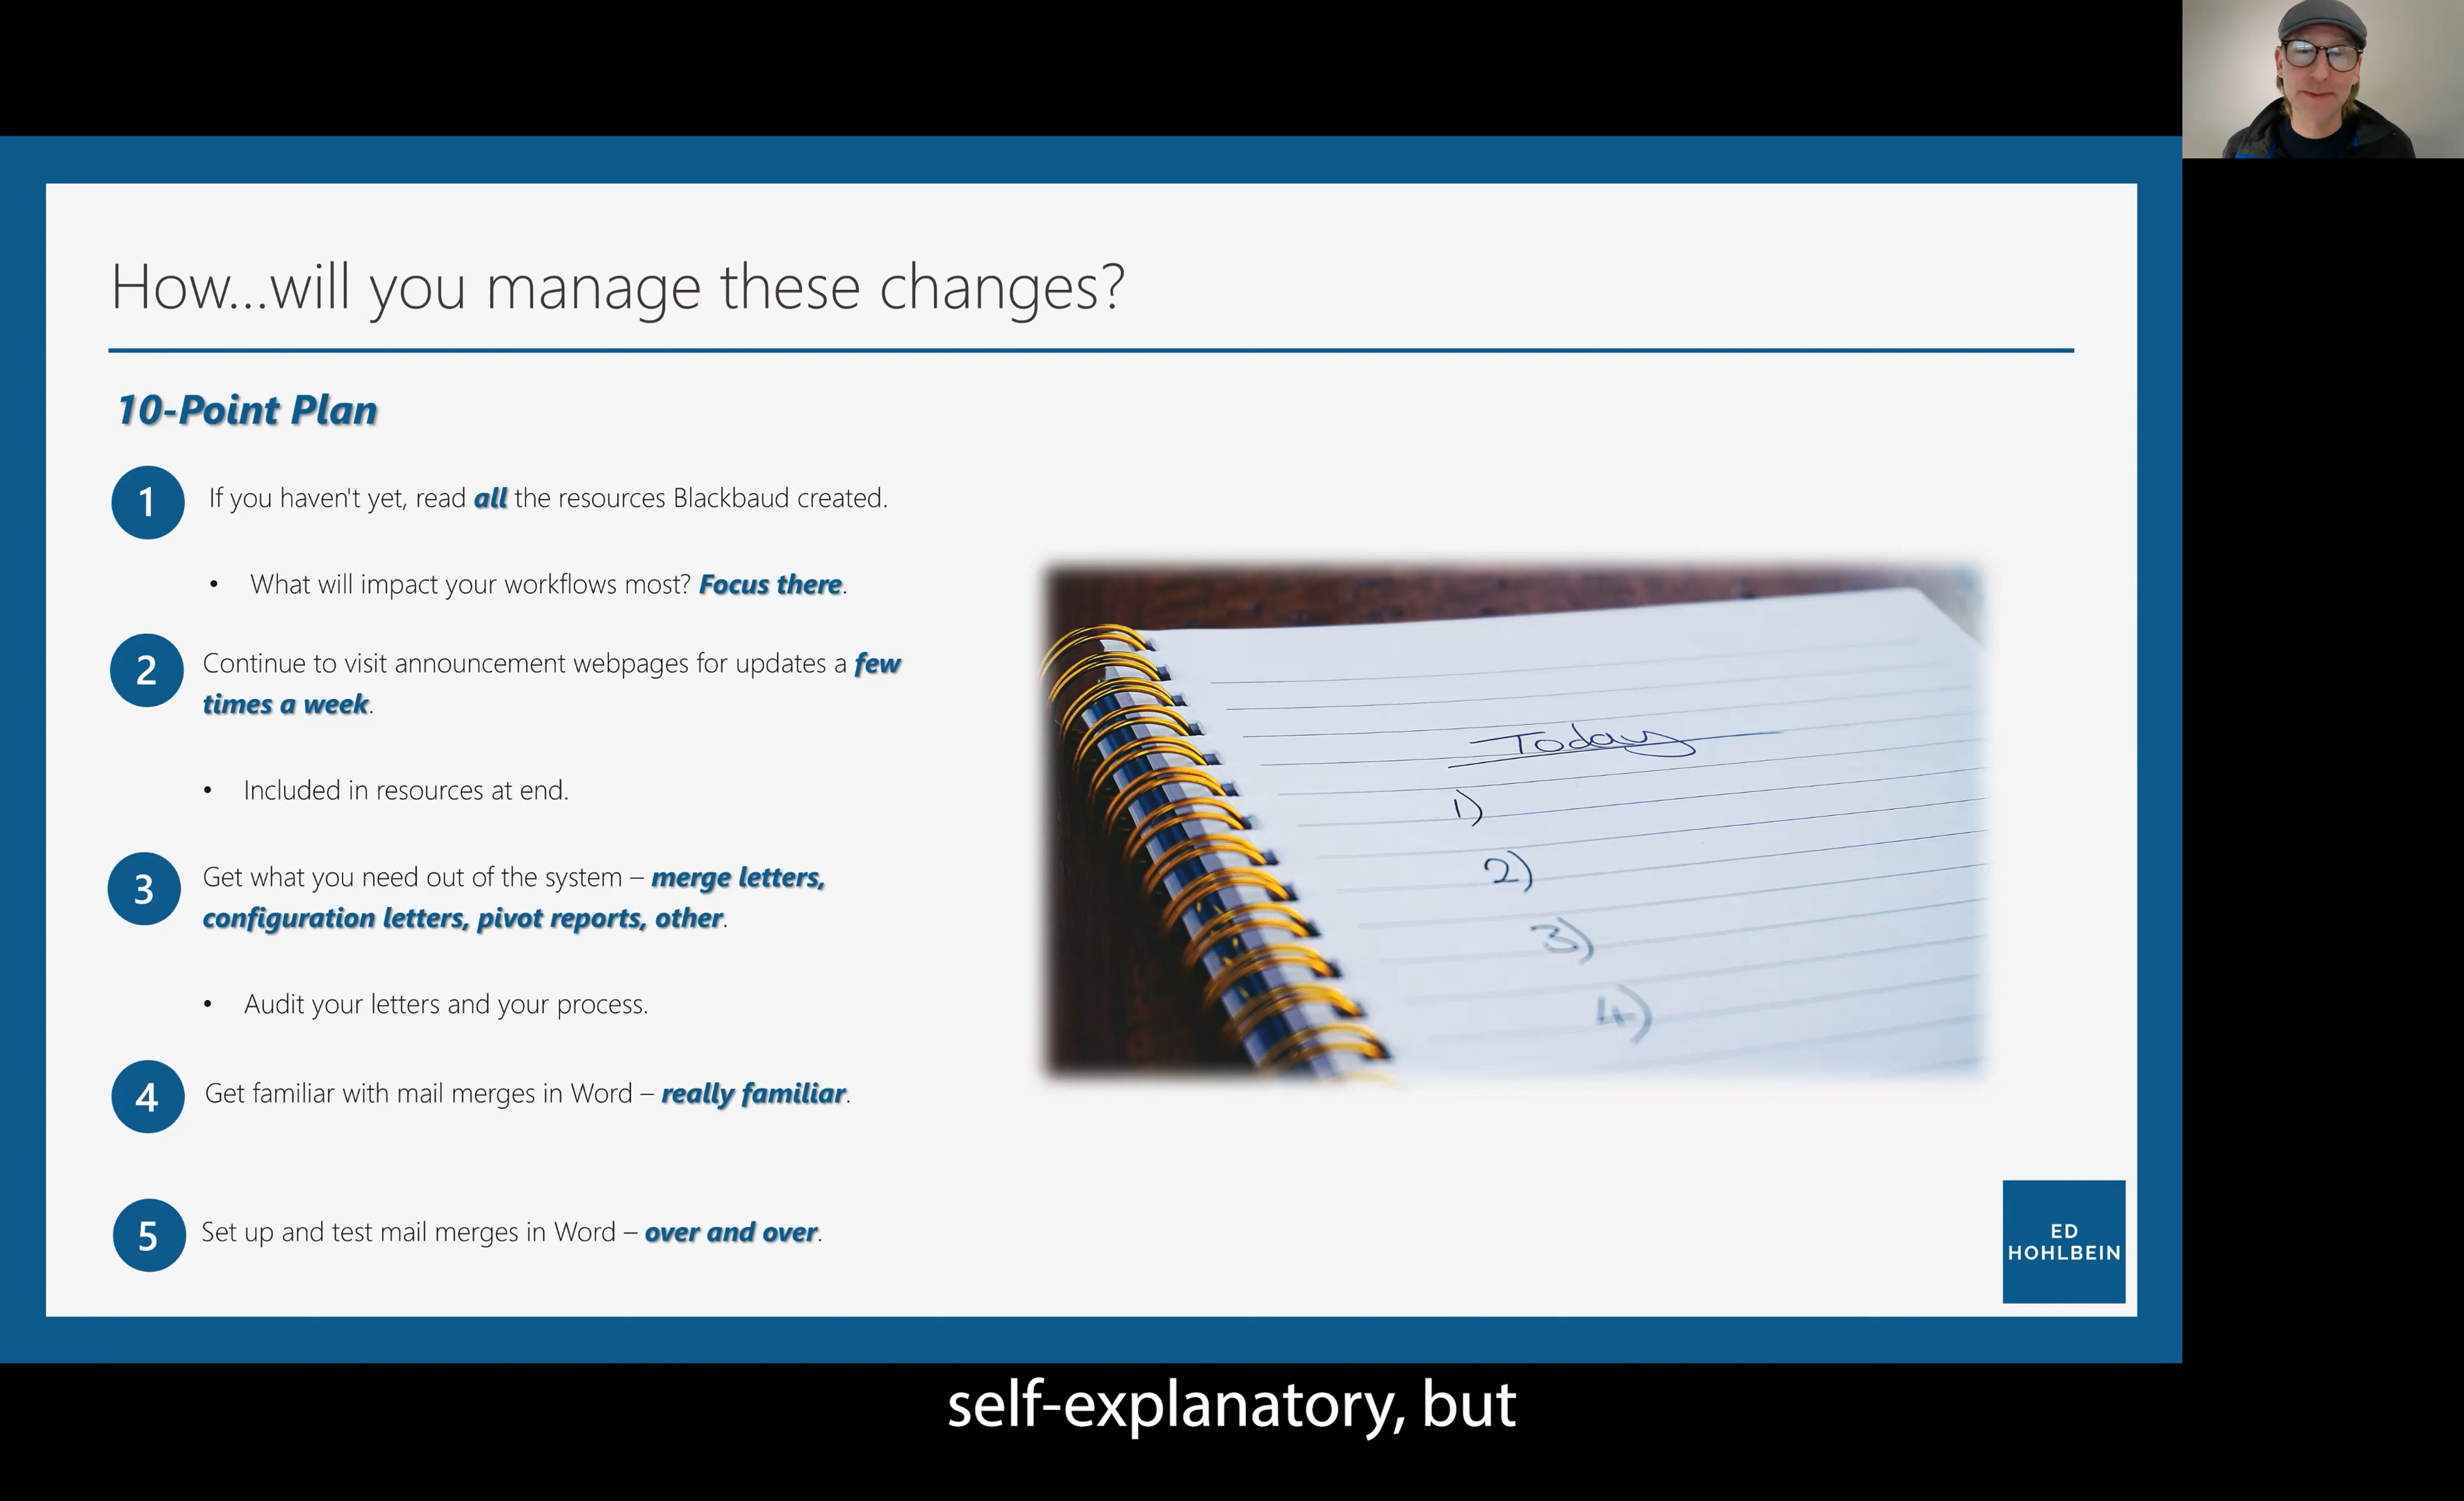 How...will you manage these changes?
10-Point Plan
1 If you haven't yet, read all the resources Blackbaud created.
• What will impact your workflows most? Focus there.
2 Continue to visit announcement webpages for updates a few
times a week.
• Included in resources at end.
3 Get what you need out of the system – merge letters,
configuration letters, pivot reports, other.
• Audit your letters and your process.
4 Get familiar with mail merges in Word – really familiar.
5 Set up and test mail merges in Word – over and over.
Today
1)
2)
3)
4)
ED
HOHLBEIN
self-explanatory, but